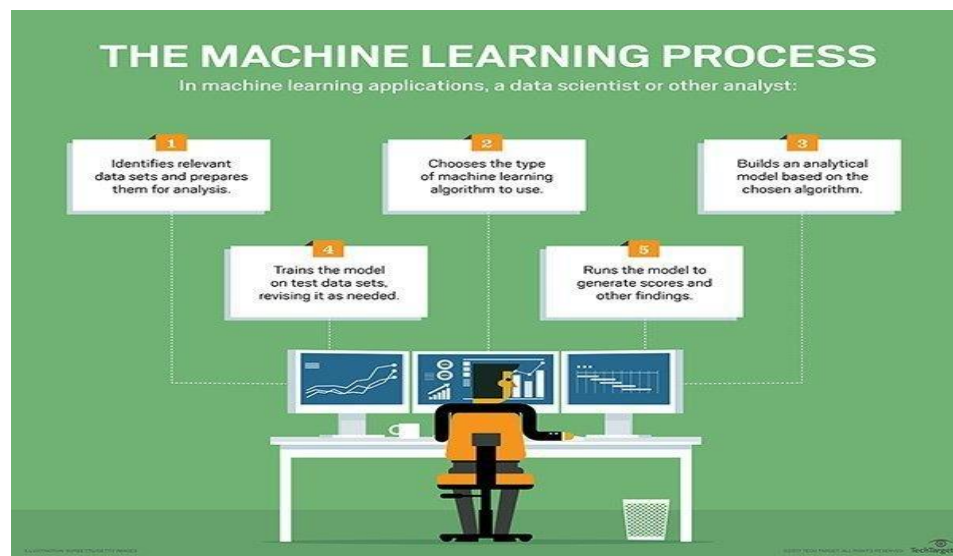 THE MACHINE LEARNING PROCESS
In machine learning applications, a data scientist or other analyst:
1
Identifies relevant
data sets and prepares
them for analysis.
2
Chooses the type
of machine learning
algorithm to use.
3
Builds an analytical
model based on the
chosen algorithm.
4
Trains the model
on test data sets,
revising it as needed.
5
Runs the model to
generate scores and
other findings.
TechTarget